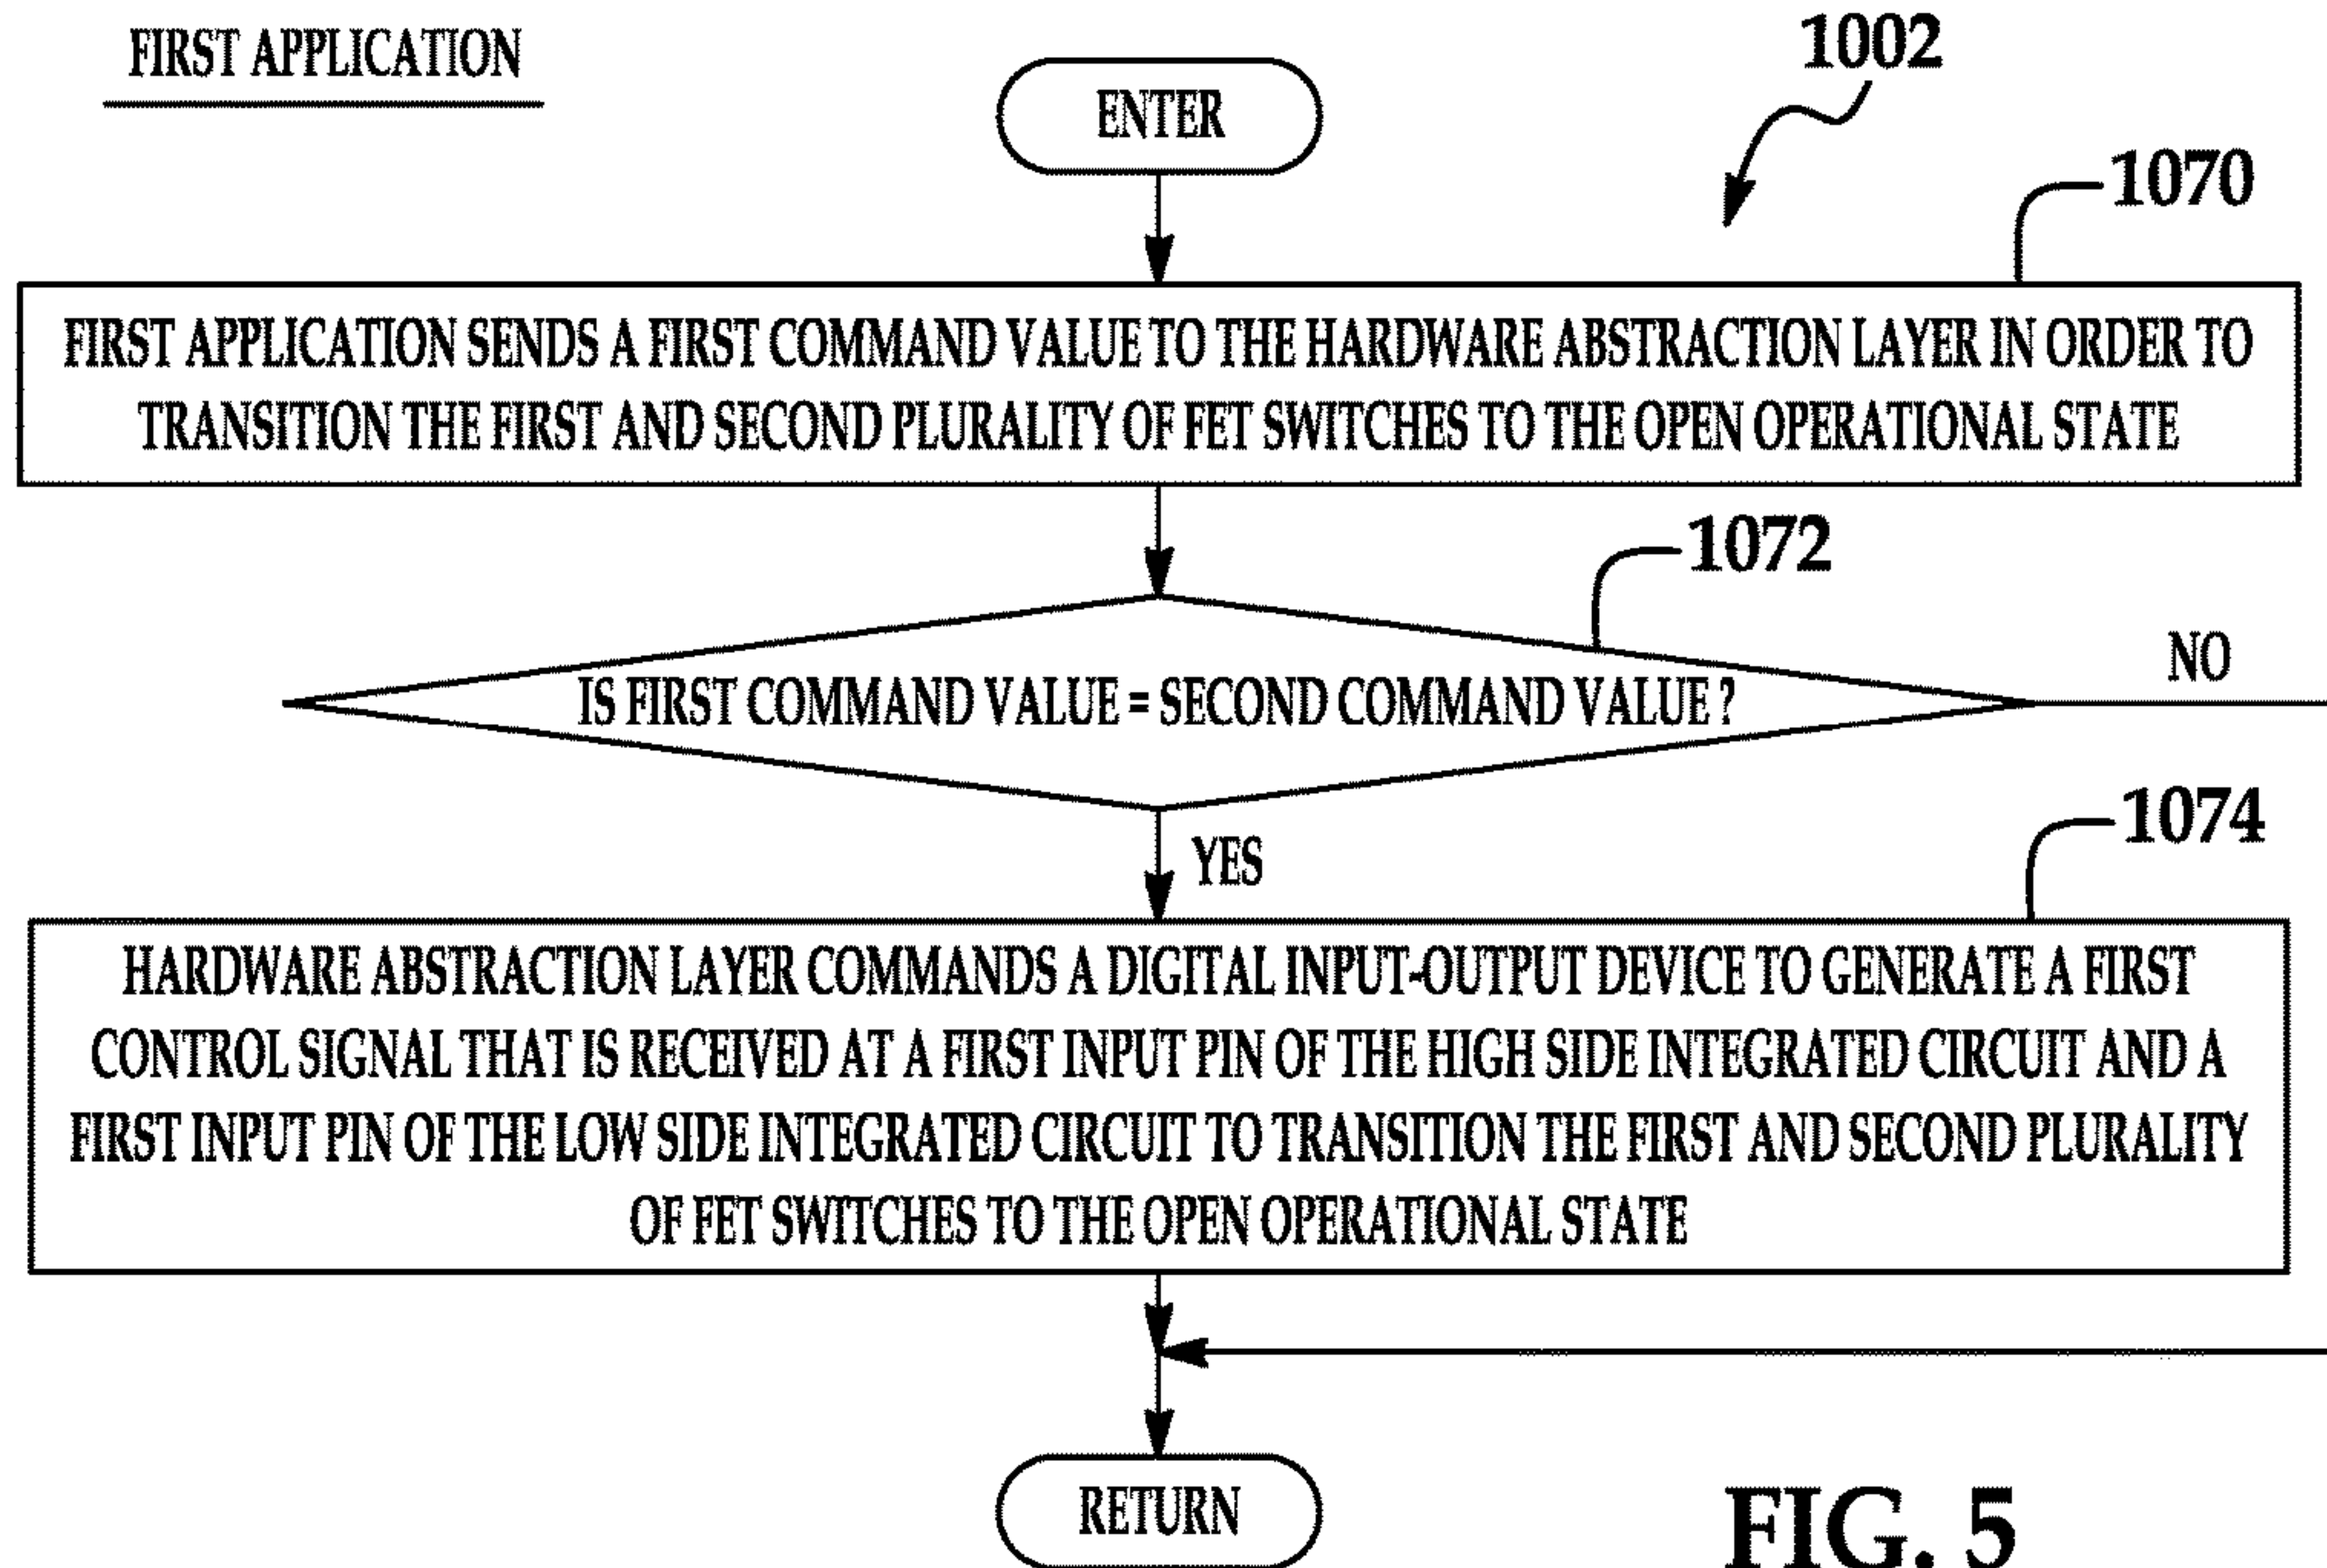 FIRST APPLICATION
1002
ENTER
1070
FIRST APPLICATION SENDS A FIRST COMMAND VALUE TO THE HARDWARE ABSTRACTION LAYER IN ORDER TO
TRANSITION THE FIRST AND SECOND PLURALITY OF FET SWITCHES TO THE OPEN OPERATIONAL STATE
1072
IS FIRST COMMAND VALUE = SECOND COMMAND VALUE ?
NO
YES
1074
HARDWARE ABSTRACTION LAYER COMMANDS A DIGITAL INPUT-OUTPUT DEVICE TO GENERATE A FIRST
CONTROL SIGNAL THAT IS RECEIVED AT A FIRST INPUT PIN OF THE HIGH SIDE INTEGRATED CIRCUIT AND A
FIRST INPUT PIN OF THE LOW SIDE INTEGRATED CIRCUIT TO TRANSITION THE FIRST AND SECOND PLURALITY
OF FET SWITCHES TO THE OPEN OPERATIONAL STATE
RETURN
FIG. 5